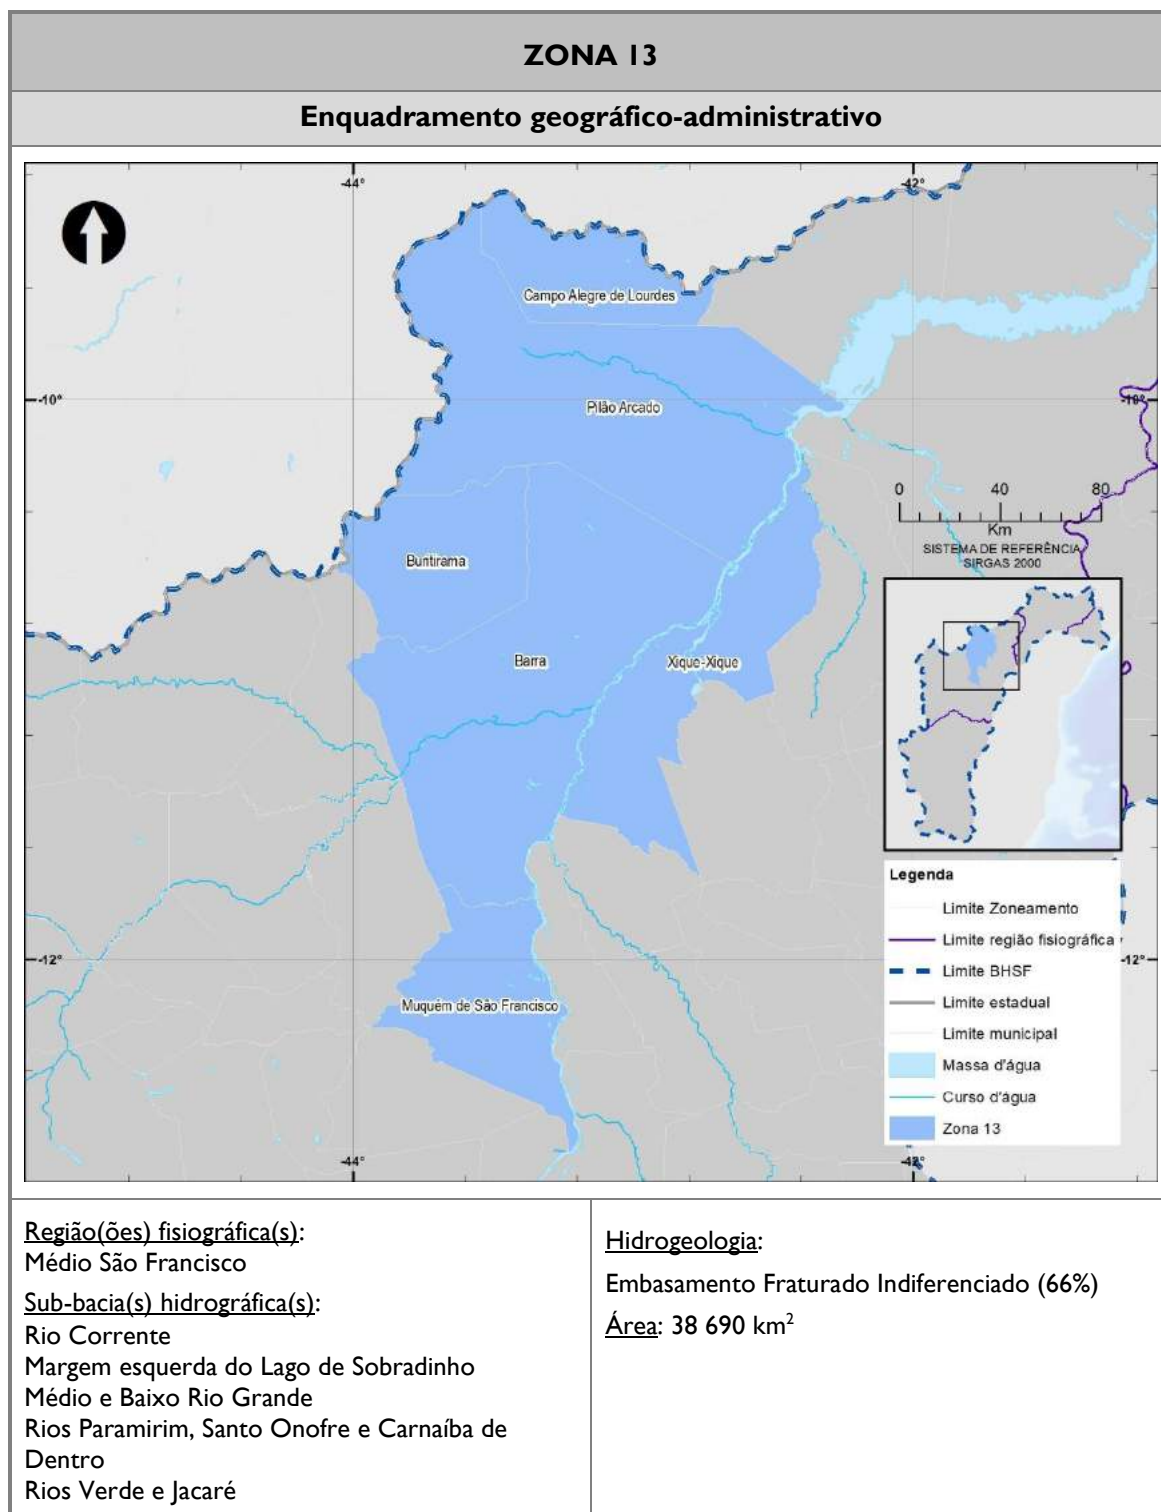 ZONA 13
Enquadramento geográfico-administrativo
-44°
-42°
Campo Alegre de Lourdes
-10°
-10°
Pilão Arcado
0 40 80
Km
SISTEMA DE REFERÊNCIA
SIRGAS 2000
Buritirama
Barra
Xique-Xique
Legenda
Limite Zoneamento
Limite região fisiográfica
Limite BHSF
Limite estadual
Limite municipal
Massa d'água
Curso d'água
Zona 13
-12°
-12°
Muquém de São Francisco
-44°
-42°
Região(ões) fisiográfica(s):
Médio São Francisco
Sub-bacia(s) hidrográfica(s):
Rio Corrente
Margem esquerda do Lago de Sobradinho
Médio e Baixo Rio Grande
Rios Paramirim, Santo Onofre e Carnaíba de
Dentro
Rios Verde e Jacaré
Hidrogeologia:
Embasamento Fraturado Indiferenciado (66%)
Área: 38 690 km²